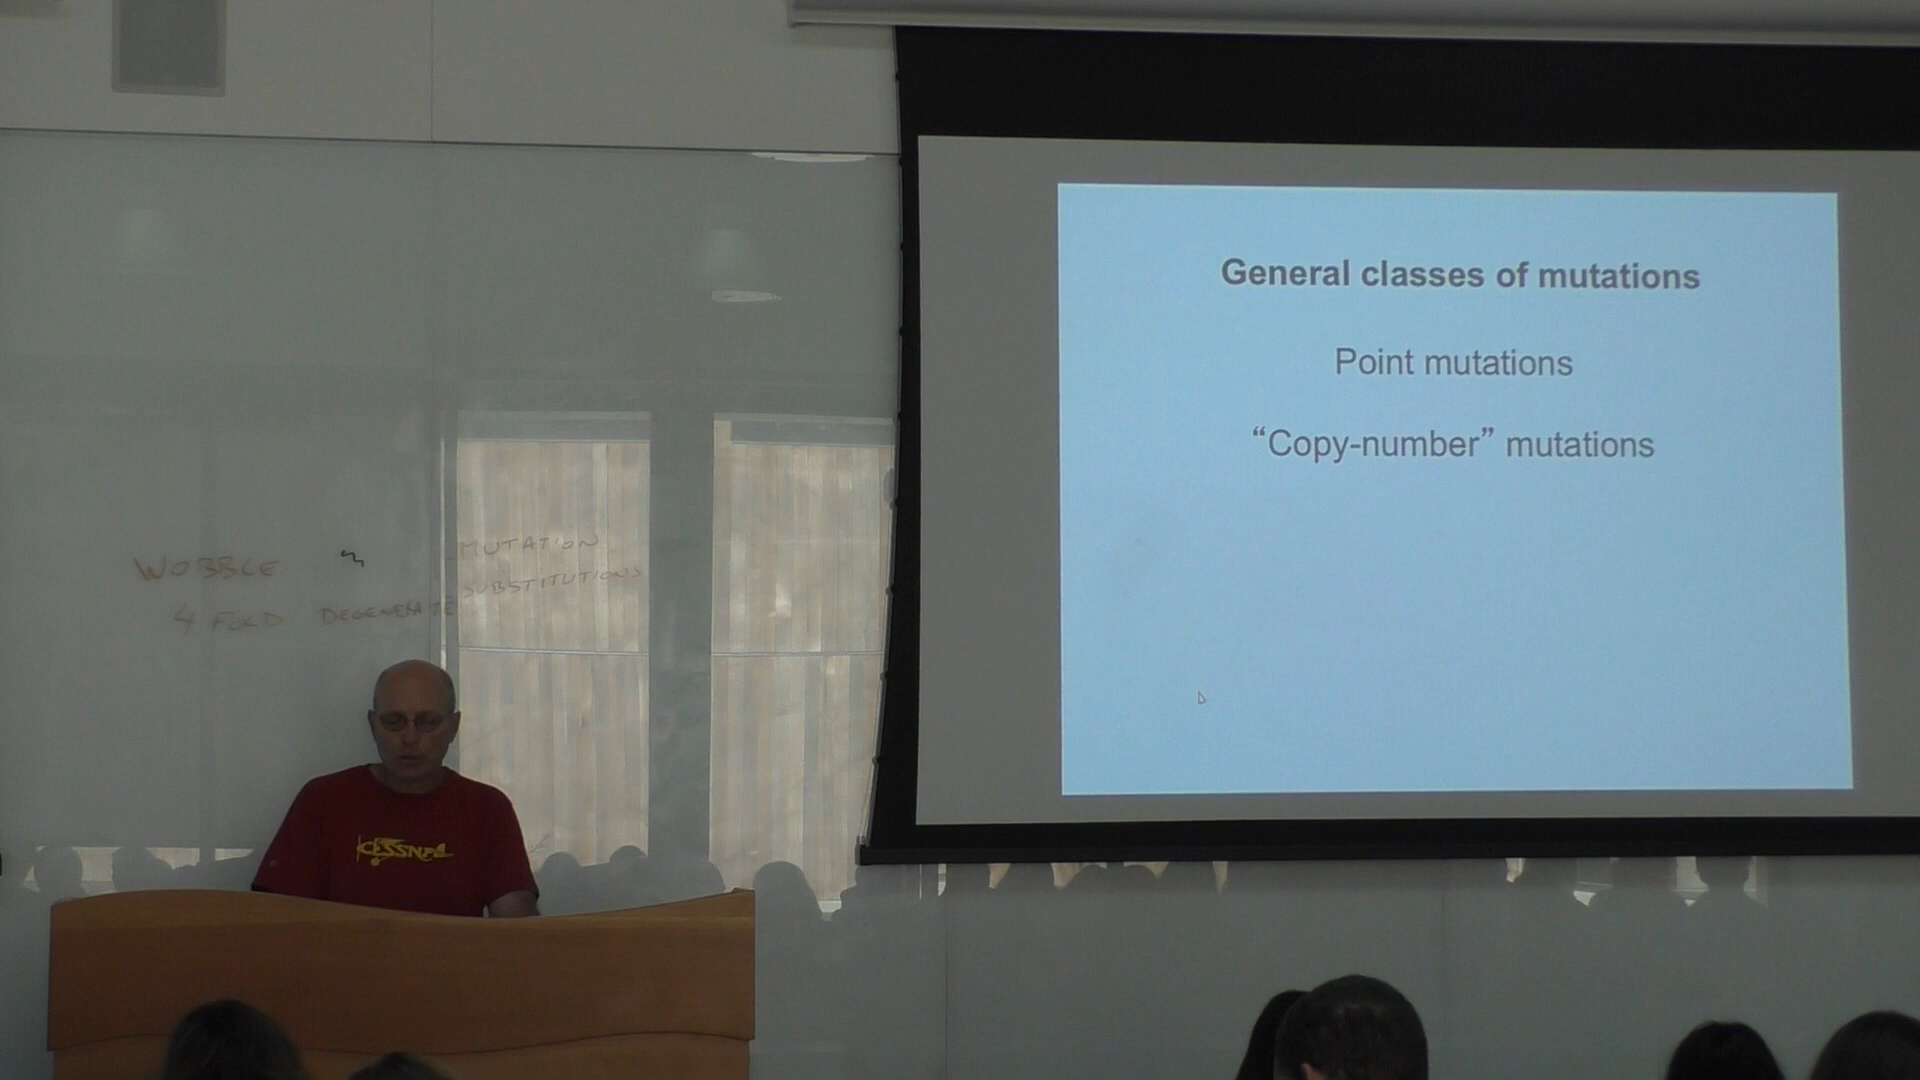 General classes of mutations
Point mutations
“Copy-number” mutations
WOBBLE
4 FOLD DEGENERATE
-MUTATION
-SUBSTITUTIONS